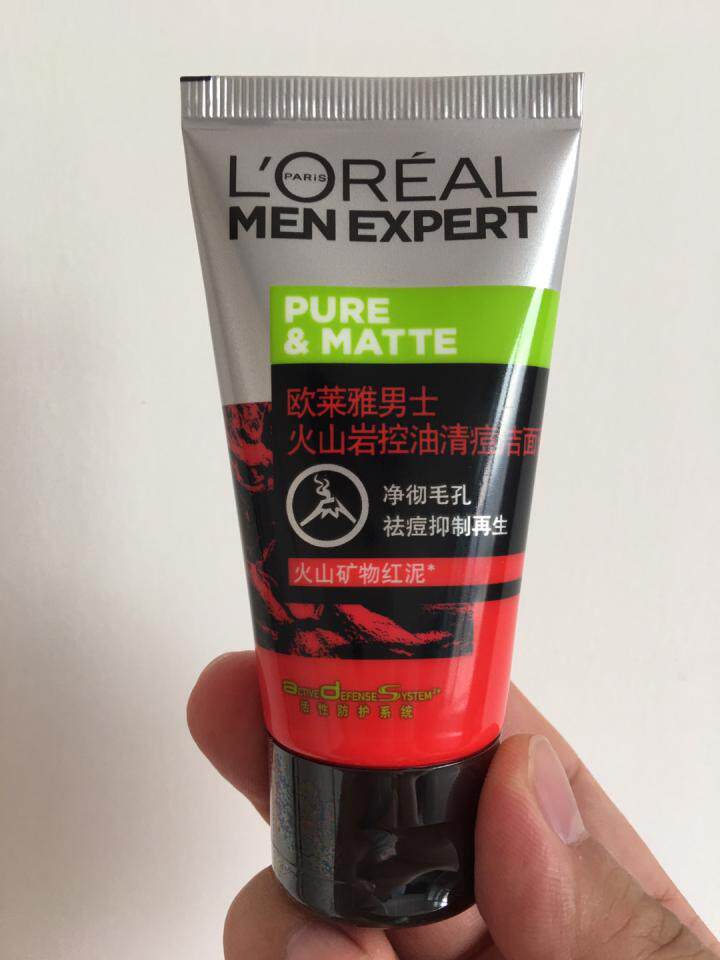 L'ORÉAL
PARIS
MEN EXPERT
PURE
& MATTE
欧莱雅男士
火山岩控油清痘洁面
净彻毛孔
祛痘抑制再生
火山矿物红泥*
ACTIVE DEFENSE SYSTEM
活性防护系统